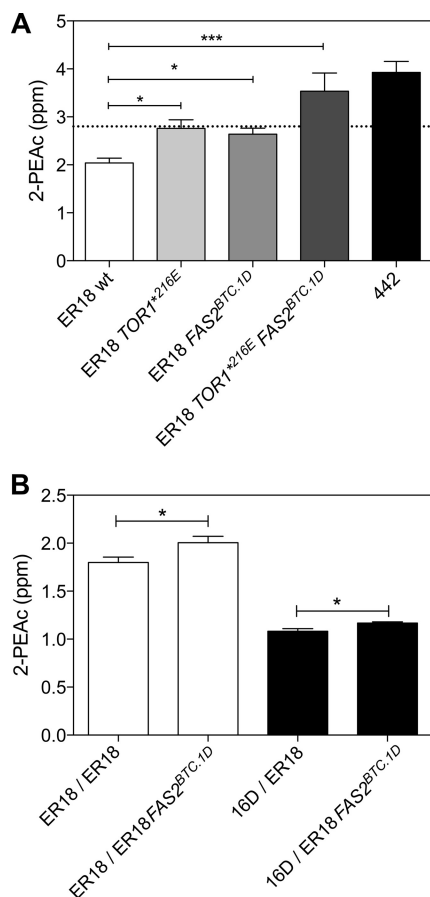 A
2-PEAc (ppm)
5
4
3
2
1
0
***
*
*
ER18 wt
ER18 TOR1*216E
ER18 FAS2BTC.1D
ER18 TOR1*216E FAS2BTC.1D
442
B
2-PEAc (ppm)
2.5
2.0
1.5
1.0
0.5
0.0
*
*
ER18 / ER18
ER18 / ER18 FAS2BTC.1D
16D / ER18
16D / ER18 FAS2BTC.1D